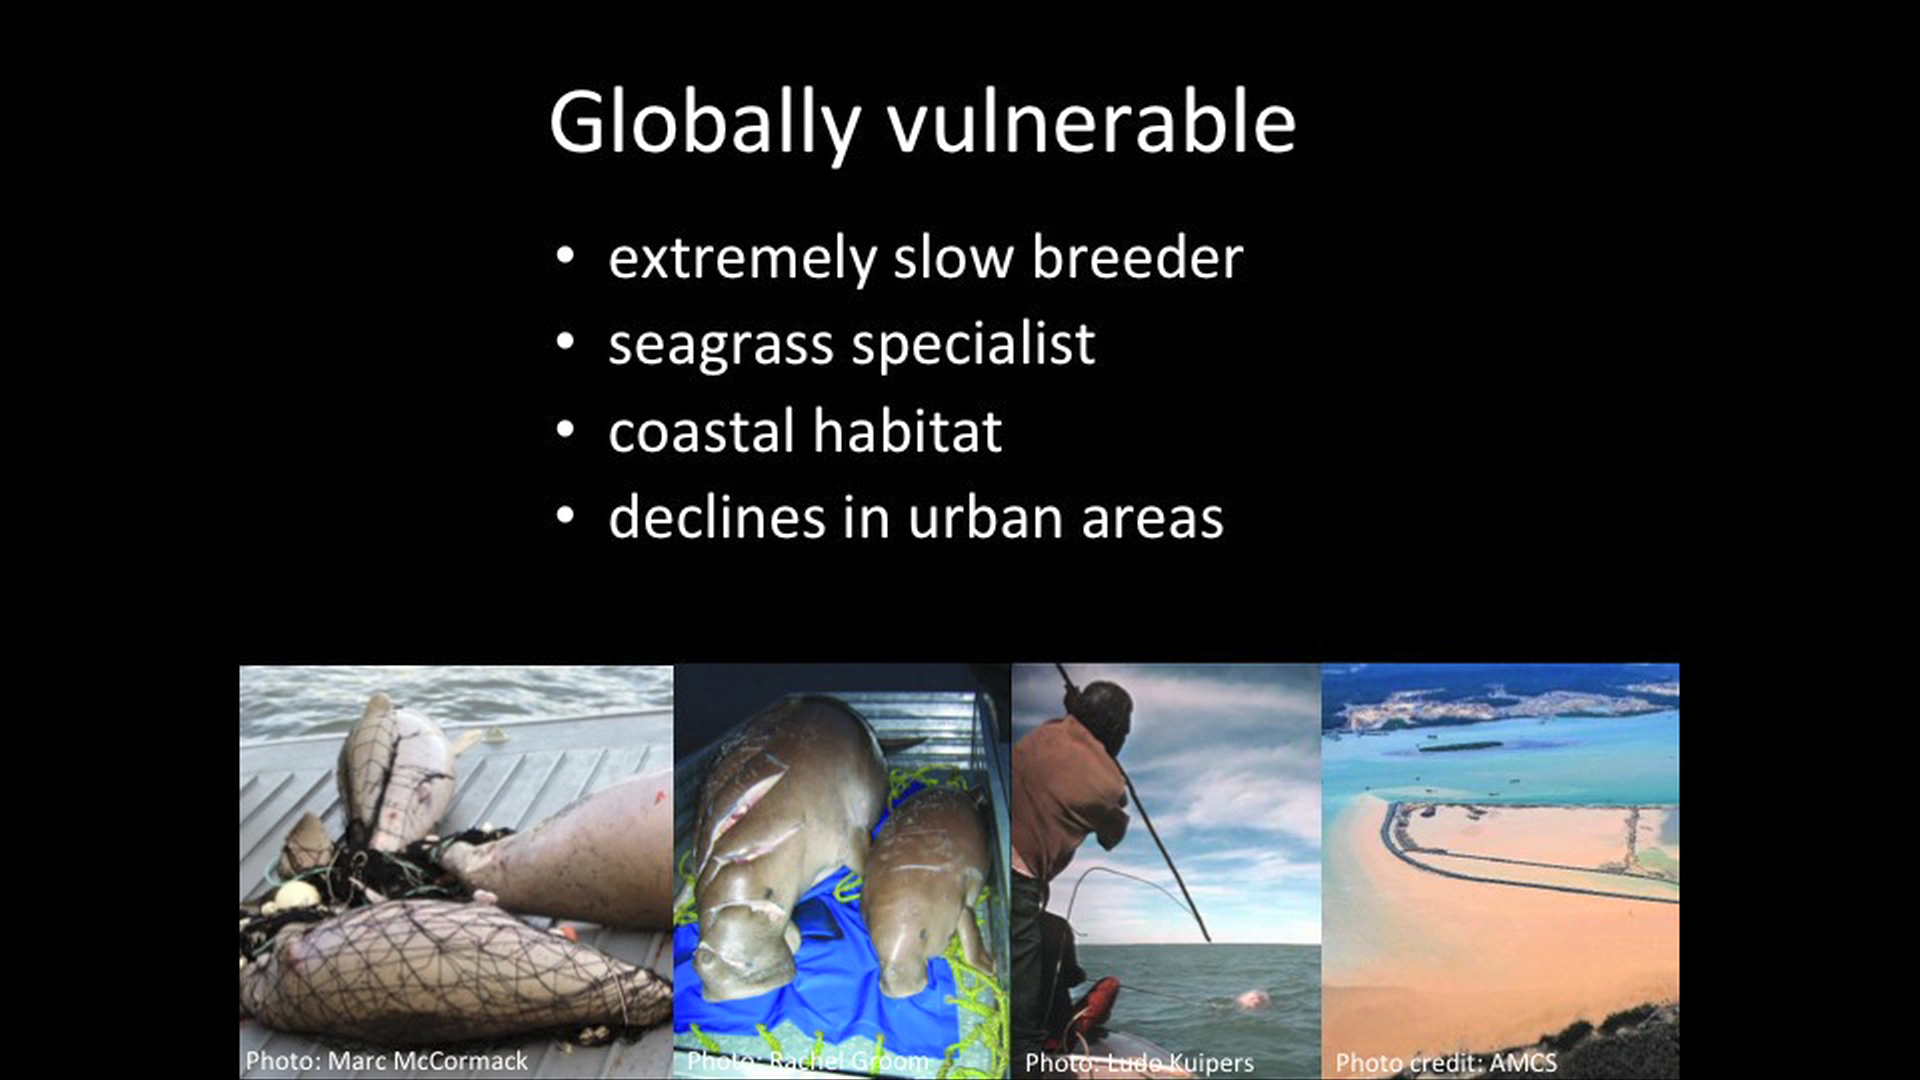 Globally vulnerable
• extremely slow breeder
• seagrass specialist
• coastal habitat
• declines in urban areas
Photo: Marc McCormack
Photo: Rachel Groom
Photo: Ludo Kuipers
Photo credit: AMCS